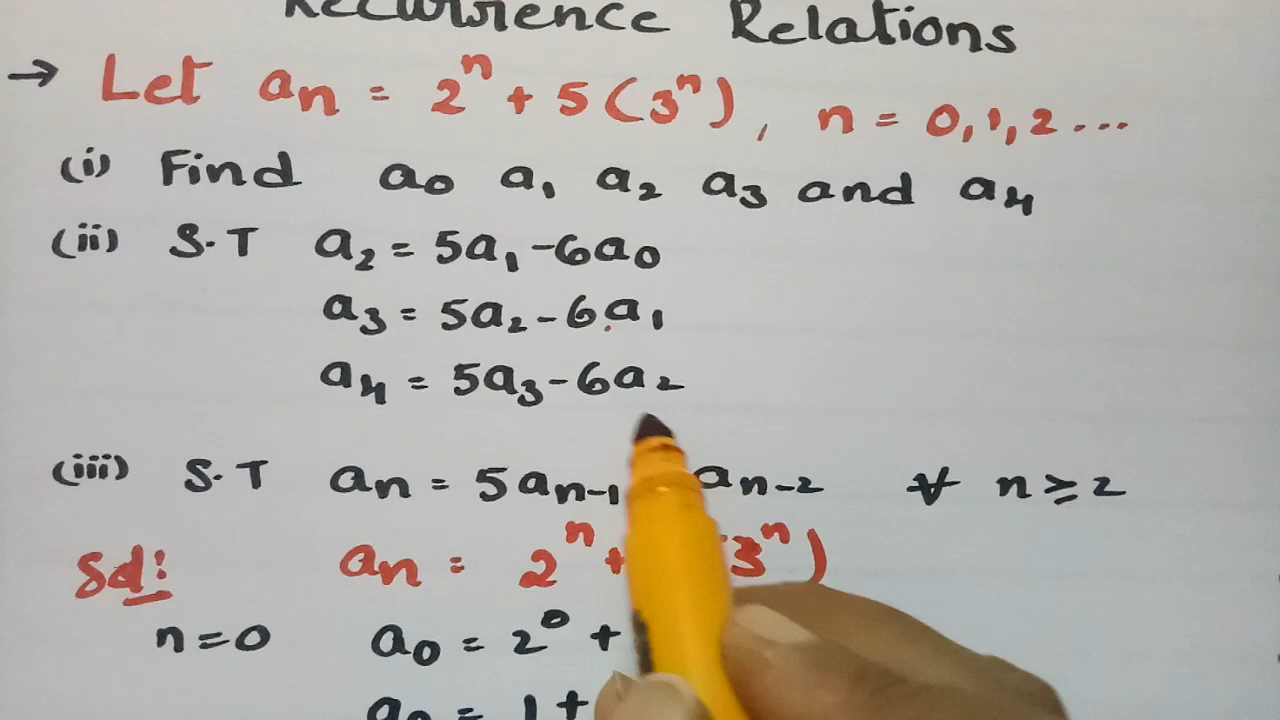 Recurrence Relations
→ Let aₙ = 2ⁿ + 5(3ⁿ), n = 0, 1, 2 ...
(i) Find a₀ a₁ a₂ a₃ and a₄
(ii) S.T a₂ = 5a₁ - 6a₀
a₃ = 5a₂ - 6a₁
a₄ = 5a₃ - 6a₂
(iii) S.T aₙ = 5aₙ₋₁ aₙ₋₂ ∀ n ≥ 2
Sol: aₙ = 2ⁿ + 3ⁿ)
n = 0 a₀ = 2⁰ +
a₀ = 1 +